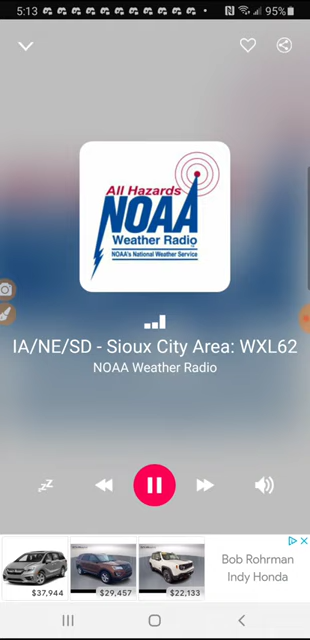 5:13
95%
All Hazards
NOAA
Weather Radio
NOAA's National Weather Service
IA/NE/SD - Sioux City Area: WXL62
NOAA Weather Radio
$37,944
$29,457
$22,133
Bob Rohrman
Indy Honda